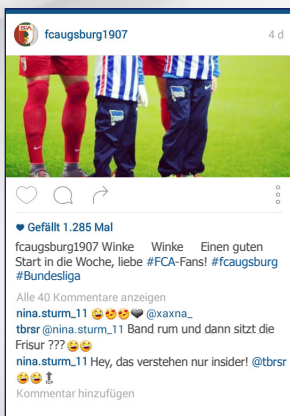 fcaugsburg1907 4 d
Gefällt 1.285 Mal
fcaugsburg1907 Winke Winke Einen guten
Start in die Woche, liebe #FCA-Fans! #fcaugsburg
#Bundesliga
Alle 40 Kommentare anzeigen
nina.sturm_11 😂😍😍🖤 @xaxna_
tbrsr @nina.sturm_11 Band rum und dann sitzt die
Frisur ??? 😂😂
nina.sturm_11 Hey, das verstehen nur insider! @tbrsr
😂😂🔝
Kommentar hinzufügen